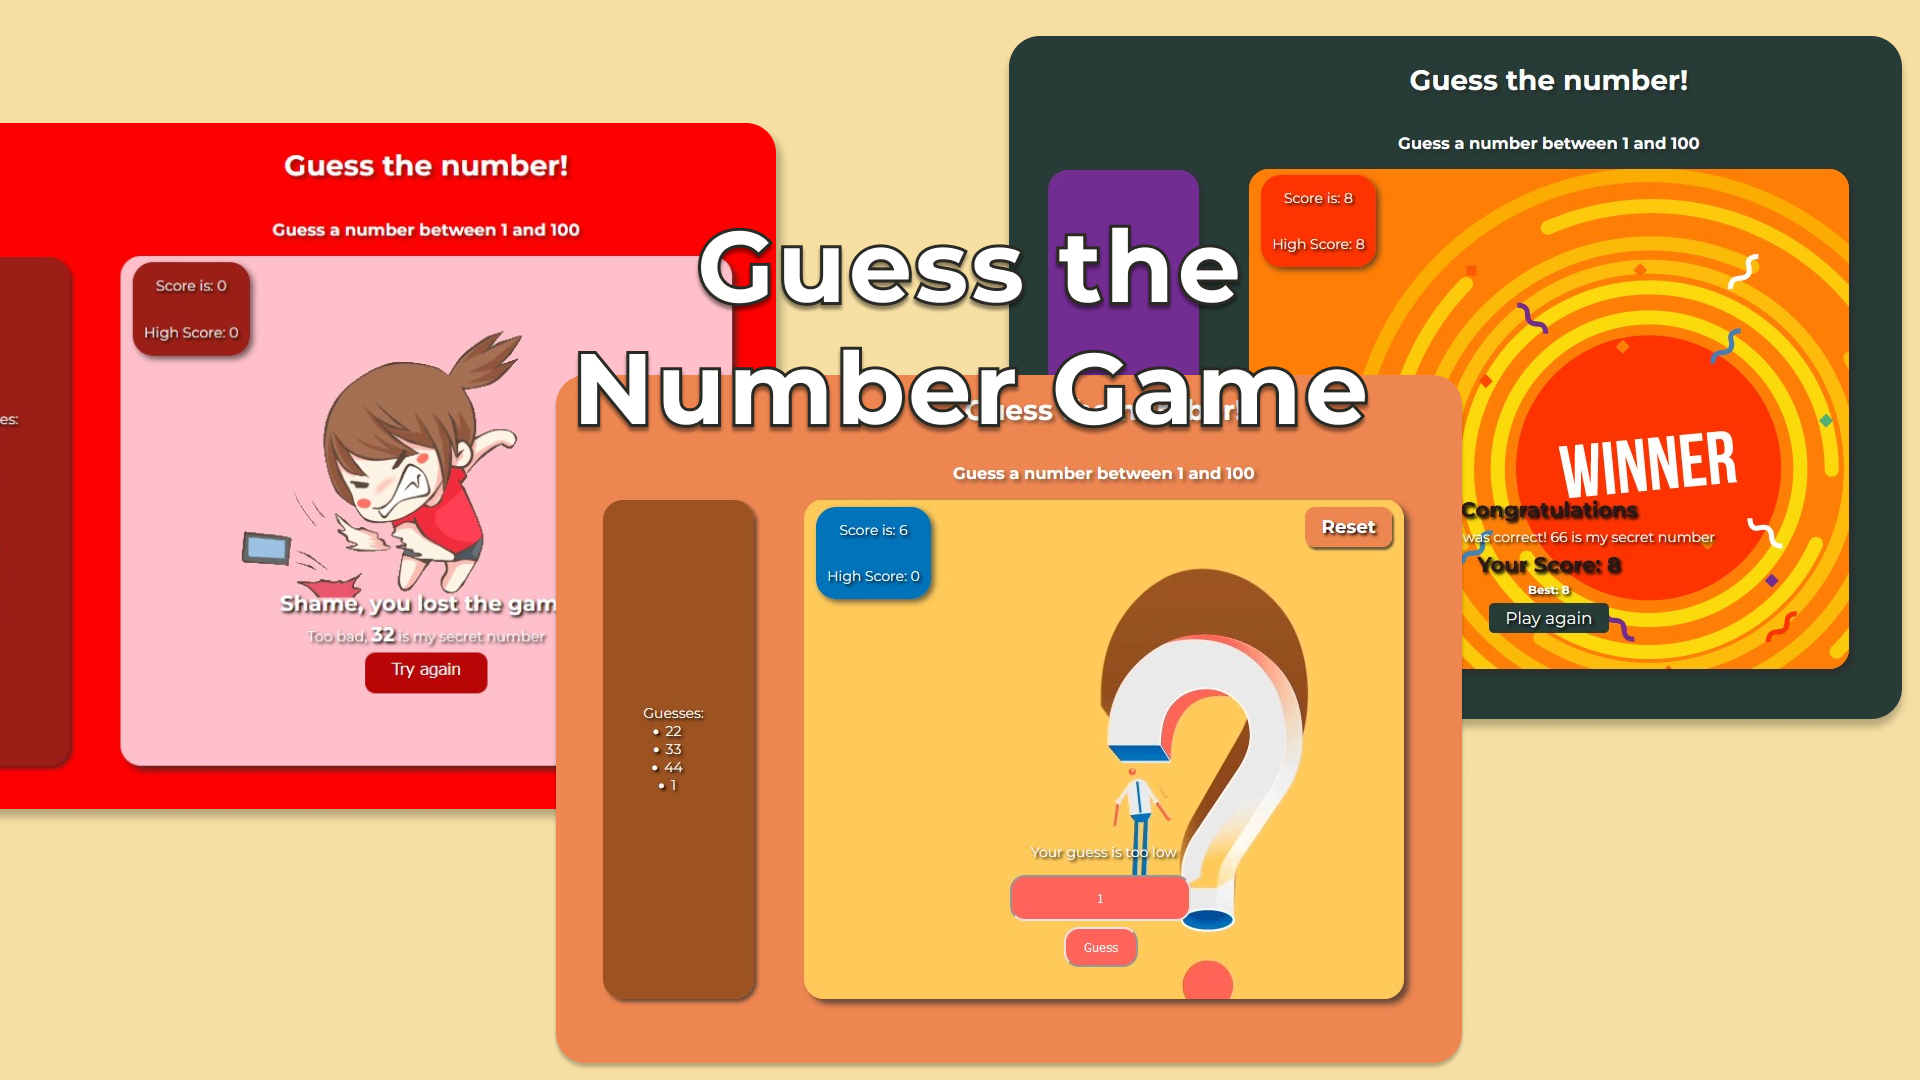 Guess the
Number Game
Guess the number!
Guess a number between 1 and 100
es:
Score is: 0
High Score: 0
Shame, you lost the gam
Too bad, 32 is my secret number
Try again
Guess the number!
Guess a number between 1 and 100
Score is: 8
High Score: 8
WINNER
Congratulations
was correct! 66 is my secret number
Your Score: 8
Best: 8
Play again
Guess number!
Guess a number between 1 and 100
Guesses:
• 22
• 33
• 44
• 1
Score is: 6
High Score: 0
Reset
Your guess is too low
1
Guess